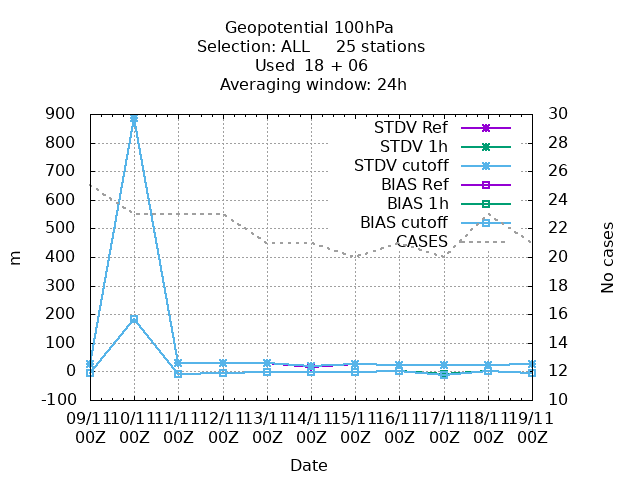 Geopotential 100hPa
Selection: ALL     25 stations
Used  18 + 06
Averaging window: 24h
900
800
700
600
500
400
300
200
100
0
-100
m
STDV Ref
STDV 1h
STDV cutoff
BIAS Ref
BIAS 1h
BIAS cutoff
CASES
30
28
26
24
22
20
18
16
14
12
10
No cases
09/11 10/11 11/11 12/11 13/11 14/11 15/11 16/11 17/11 18/11 19/11
00Z 00Z 00Z 00Z 00Z 00Z 00Z 00Z 00Z 00Z 00Z
Date